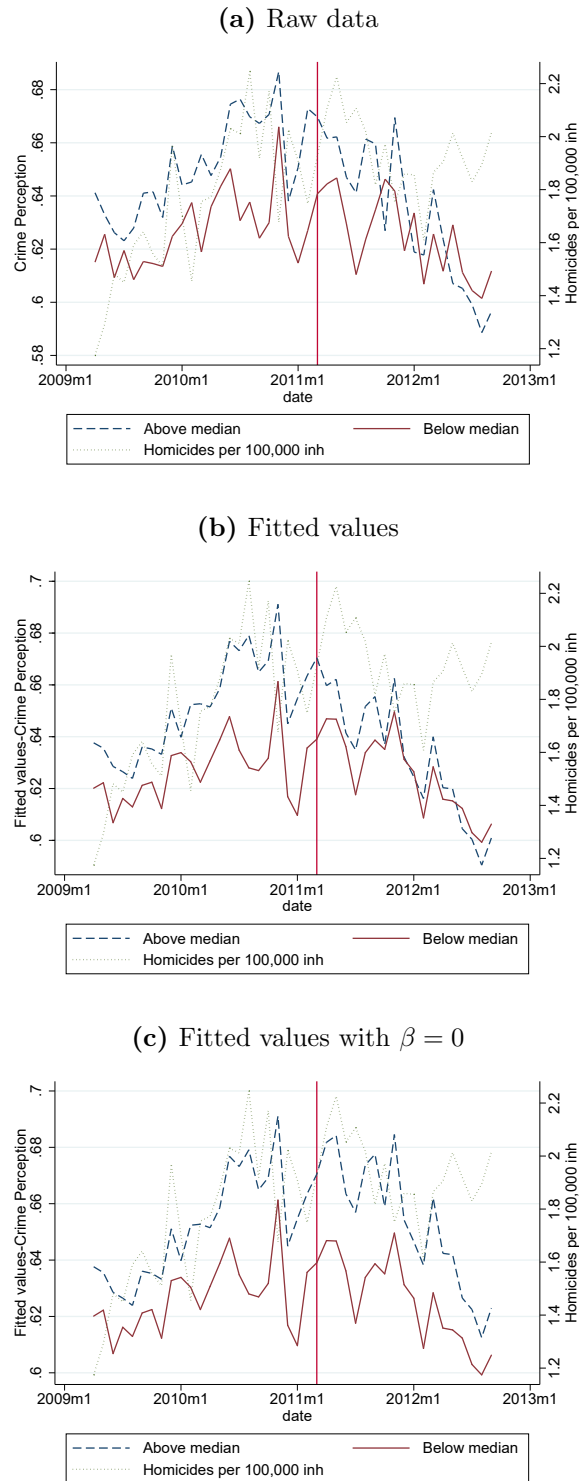 (a) Raw data
Crime Perception
.58 .6 .62 .64 .66 .68
1.2 1.4 1.6 1.8 2 2.2
Homicides per 100,000 inh
2009m1 2010m1 2011m1 2012m1 2013m1
date
Above median Below median
Homicides per 100,000 inh
(b) Fitted values
Fitted values-Crime Perception
.6 .62 .64 .66 .68 .7
1.2 1.4 1.6 1.8 2 2.2
Homicides per 100,000 inh
2009m1 2010m1 2011m1 2012m1 2013m1
date
Above median Below median
Homicides per 100,000 inh
(c) Fitted values with β = 0
Fitted values-Crime Perception
.6 .62 .64 .66 .68 .7
1.2 1.4 1.6 1.8 2 2.2
Homicides per 100,000 inh
2009m1 2010m1 2011m1 2012m1 2013m1
date
Above median Below median
Homicides per 100,000 inh